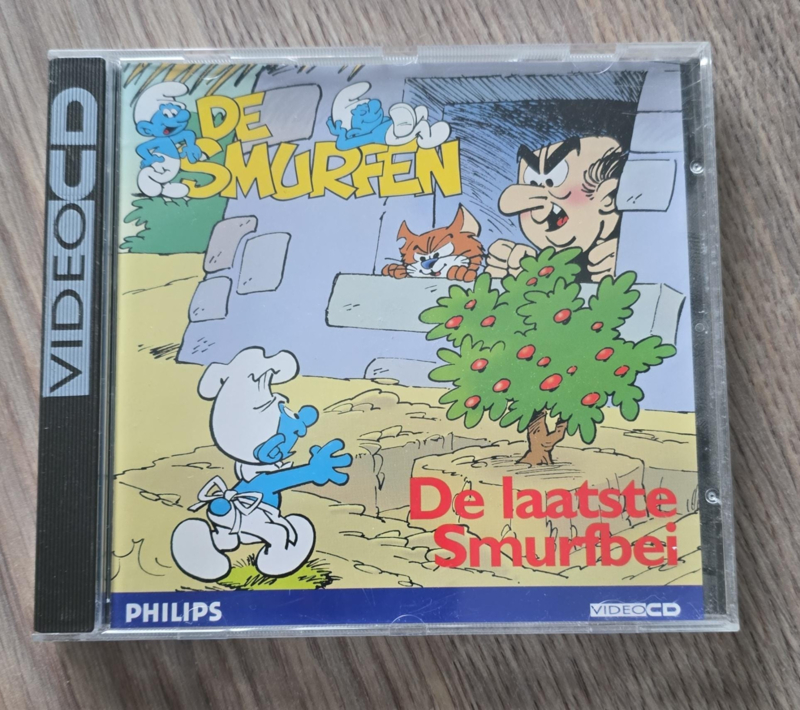 VIDEO CD
DE
SMURFEN
De laatste
Smurfbei
PHILIPS
VIDEO CD